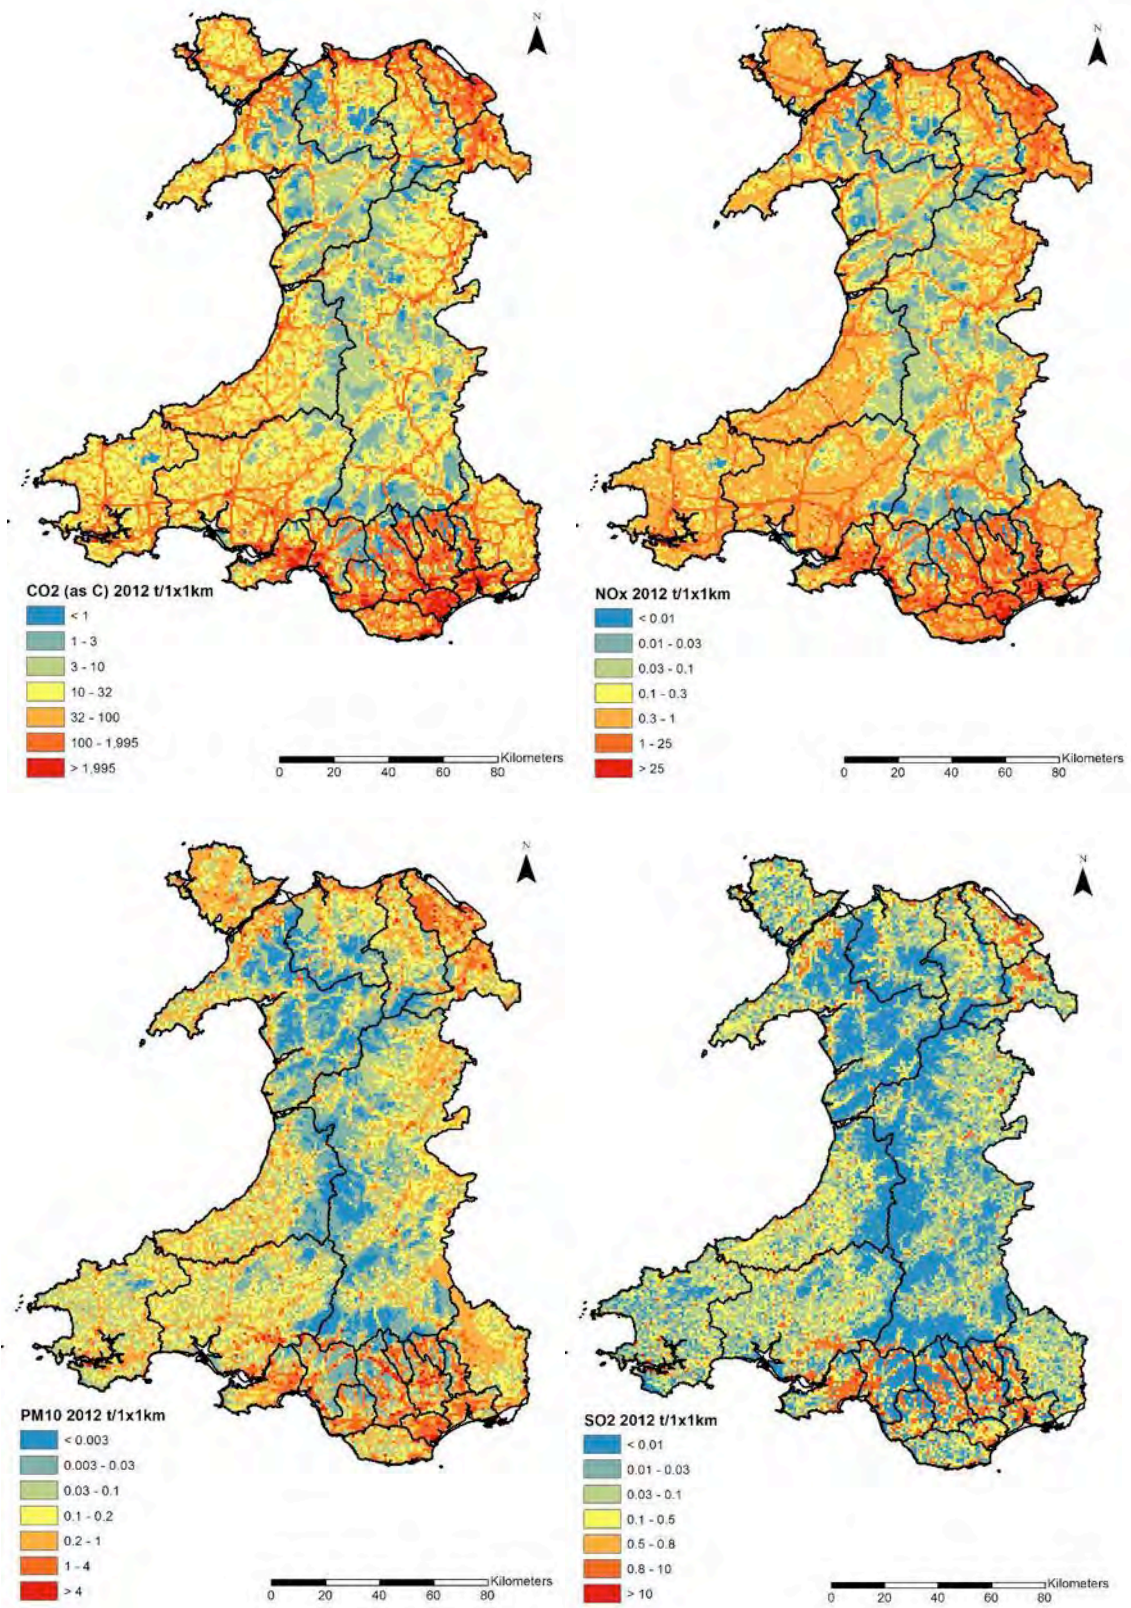 N
N
CO2 (as C) 2012 t/1x1km
< 1
1 - 3
3 - 10
10 - 32
32 - 100
100 - 1,995
> 1,995
Kilometers
0 20 40 60 80
NOx 2012 t/1x1km
< 0.01
0.01 - 0.03
0.03 - 0.1
0.1 - 0.3
0.3 - 1
1 - 25
> 25
Kilometers
0 20 40 60 80
N
N
PM10 2012 t/1x1km
< 0.003
0.003 - 0.03
0.03 - 0.1
0.1 - 0.2
0.2 - 1
1 - 4
> 4
Kilometers
0 20 40 60 80
SO2 2012 t/1x1km
< 0.01
0.01 - 0.03
0.03 - 0.1
0.1 - 0.5
0.5 - 0.8
0.8 - 10
> 10
Kilometers
0 20 40 60 80